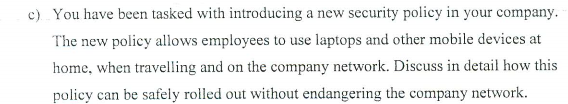 c) You have been tasked with introducing a new security policy in your company.
The new policy allows employees to use laptops and other mobile devices at
home, when travelling and on the company network. Discuss in detail how this
policy can be safely rolled out without endangering the company network.